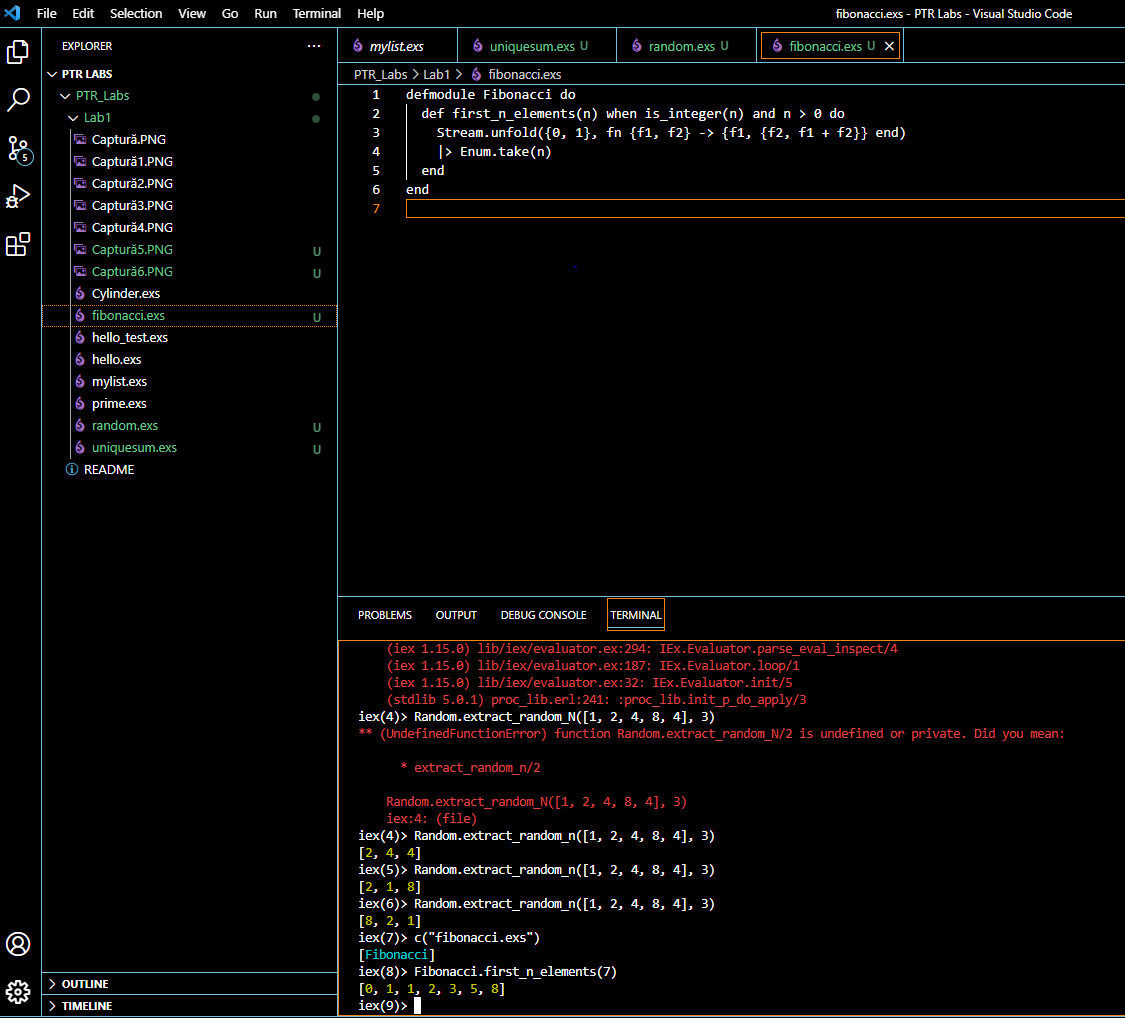 File Edit Selection View Go Run Terminal Help fibonacci.exs - PTR Labs - Visual Studio Code
EXPLORER ...
PTR LABS
PTR_Labs
Lab1
Captură.PNG
Captură1.PNG
Captură2.PNG
Captură3.PNG
Captură4.PNG
Captură5.PNG U
Captură6.PNG U
Cylinder.exs
fibonacci.exs U
hello_test.exs
hello.exs
mylist.exs
prime.exs
random.exs U
uniquesum.exs U
README
OUTLINE
TIMELINE
5
mylist.exs uniquesum.exs U random.exs U fibonacci.exs U
PTR_Labs > Lab1 > fibonacci.exs
1 defmodule Fibonacci do
2 def first_n_elements(n) when is_integer(n) and n > 0 do
3 Stream.unfold({0, 1}, fn {f1, f2} -> {f1, {f2, f1 + f2}} end)
4 |> Enum.take(n)
5 end
6 end
7
PROBLEMS OUTPUT DEBUG CONSOLE TERMINAL
(iex 1.15.0) lib/iex/evaluator.ex:294: IEx.Evaluator.parse_eval_inspect/4
(iex 1.15.0) lib/iex/evaluator.ex:187: IEx.Evaluator.loop/1
(iex 1.15.0) lib/iex/evaluator.ex:32: IEx.Evaluator.init/5
(stdlib 5.0.1) proc_lib.erl:241: :proc_lib.init_p_do_apply/3
iex(4)> Random.extract_random_N([1, 2, 4, 8, 4], 3)
** (UndefinedFunctionError) function Random.extract_random_N/2 is undefined or private. Did you mean:
* extract_random_n/2
Random.extract_random_N([1, 2, 4, 8, 4], 3)
iex:4: (file)
iex(4)> Random.extract_random_n([1, 2, 4, 8, 4], 3)
[2, 4, 4]
iex(5)> Random.extract_random_n([1, 2, 4, 8, 4], 3)
[2, 1, 8]
iex(6)> Random.extract_random_n([1, 2, 4, 8, 4], 3)
[8, 2, 1]
iex(7)> c("fibonacci.exs")
[Fibonacci]
iex(8)> Fibonacci.first_n_elements(7)
[0, 1, 1, 2, 3, 5, 8]
iex(9)>